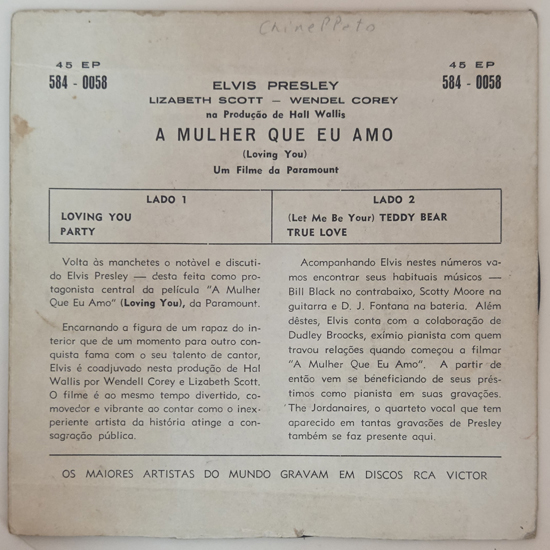 Chinellato
45 EP
45 EP
584 - 0058
584 - 0058
ELVIS PRESLEY
LIZABETH SCOTT — WENDEL COREY
na Produção de Hall Wallis
A MULHER QUE EU AMO
(Loving You)
Um Filme da Paramount
LADO 1
LOVING YOU
PARTY
LADO 2
(Let Me Be Your) TEDDY BEAR
TRUE LOVE
Volta às manchetes o notável e discuti-
do Elvis Presley — desta feita como pro-
tagonista central da película "A Mulher
Que Eu Amo" (Loving You), da Paramount.
Encarnando a figura de um rapaz do in-
terior que de um momento para outro con-
quista fama com o seu talento de cantor,
Elvis é coadjuvado nesta produção de Hal
Wallis por Wendell Corey e Lizabeth Scott.
O filme é ao mesmo tempo divertido, co-
movedor e vibrante ao contar como o inex-
periente artista da história atinge a con-
sagração pública.
Acompanhando Elvis nestes números va-
mos encontrar seus habituais músicos —
Bill Black no contrabaixo, Scotty Moore na
guitarra e D. J. Fontana na bateria. Além
dêstes, Elvis conta com a colaboração de
Dudley Broocks, exímio pianista com quem
travou relações quando começou a filmar
"A Mulher Que Eu Amo". A partir de
então vem se béneficiando de seus prés-
timos como pianista em suas gravações.
The Jordanaires, o quarteto vocal que tem
aparecido em tantas gravações de Presley
também se faz presente aqui.
OS MAIORES ARTISTAS DO MUNDO GRAVAM EM DISCOS RCA VICTOR